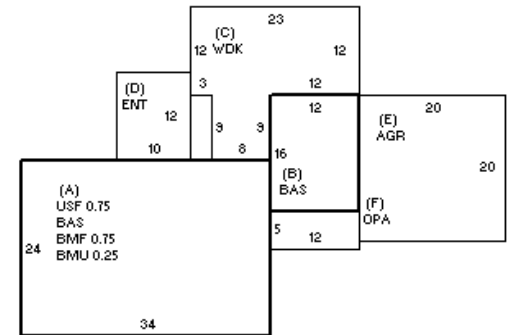 23
(C)
12 WDK 12
(D)
ENT
3
12
12
20
12
9
9
(E)
AGR
10
8
16
20
(A)
USF 0.75
BAS
BMF 0.75
BMU 0.25
(B)
BAS
(F)
OPA
24
5
12
34